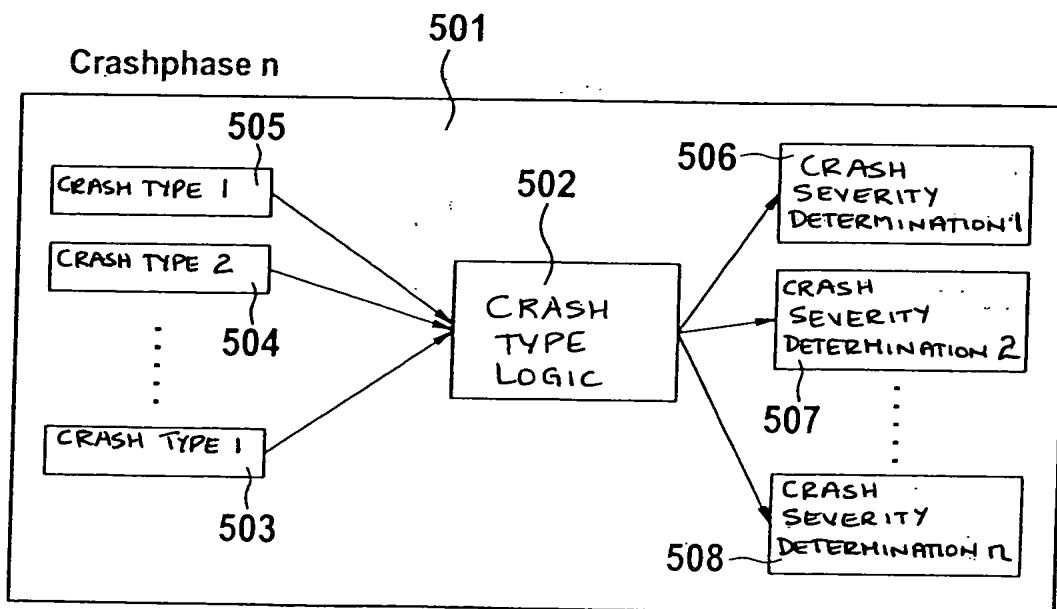 501
Crashphase n
505
CRASH TYPE 1
CRASH TYPE 2
504
CRASH TYPE 1
503
502
CRASH
TYPE
LOGIC
506
CRASH
SEVERITY
DETERMINATION 1
CRASH
SEVERITY
DETERMINATION 2
507
CRASH
SEVERITY
DETERMINATION n
508